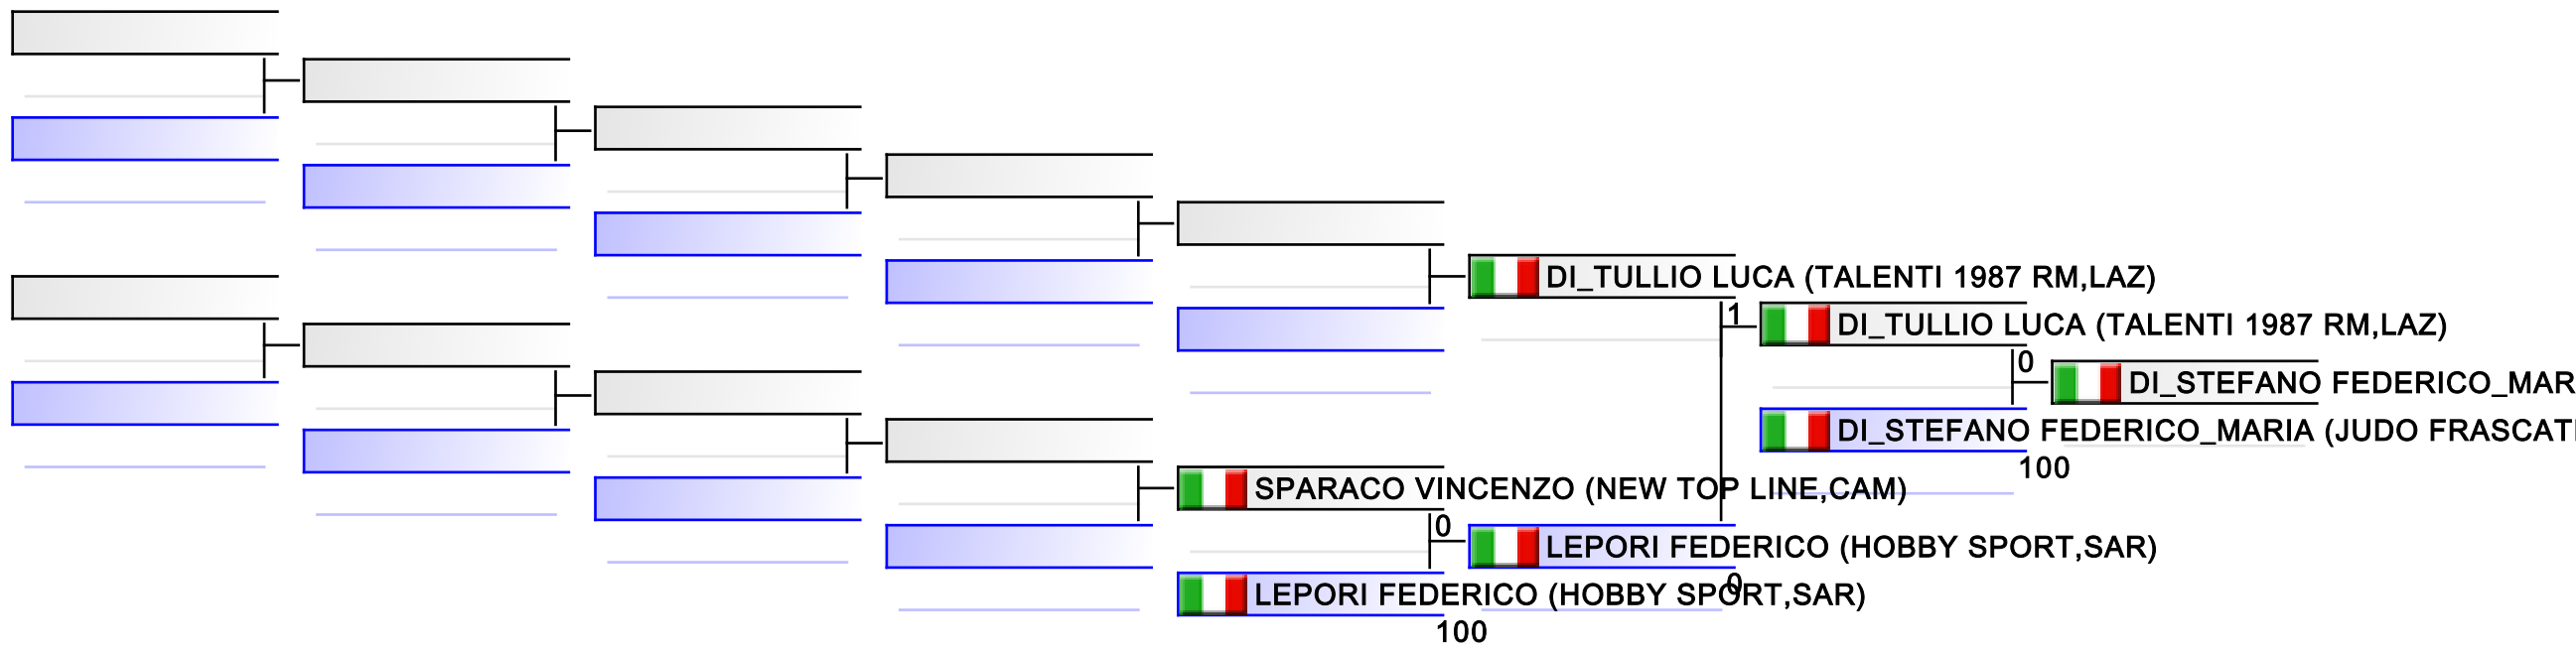 DI_TULLIO LUCA (TALENTI 1987 RM,LAZ)
1
DI_TULLIO LUCA (TALENTI 1987 RM,LAZ)
0
DI_STEFANO FEDERICO_MAR
DI_STEFANO FEDERICO_MARIA (JUDO FRASCATI
100
SPARACO VINCENZO (NEW TOP LINE,CAM)
0
LEPORI FEDERICO (HOBBY SPORT,SAR)
0
LEPORI FEDERICO (HOBBY SPORT,SAR)
100